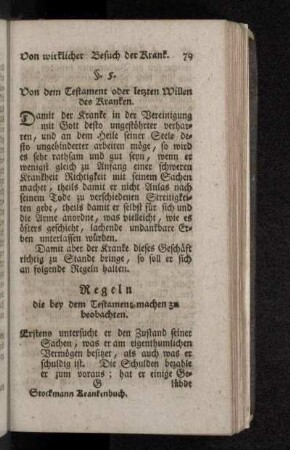 Von wirklicher Besuch der Krank. 79
§. 5.
Von dem Testament oder letzten Willen
des Kranken.
Damit der Kranke in der Vereinigung
mit Gott desto ungestöhrter verhar-
ren, und an dem Heile seiner Seele de-
sto ungehinderter arbeiten möge, so wird
es sehr rathsam und gut seyn, wenn er
wenigst gleich zu Anfang einer schweren
Krankheit Richtigkeit mit seinem Sachen
machet, theils damit er nicht Anlas nach
seinem Tode zu verschiedenen Streitigkei-
ten gebe, theils damit er selbst für sich und
die Arme anordne, was vielleicht, wie es
öfters geschieht, lachende undankbare Er-
ben unterlassen würden.
Damit aber der Kranke dieses Geschäft
richtig zu Stande bringe, so soll er sich
an folgende Regeln halten.
Regeln
die bey dem Testament machen zu
beobachten.
Erstens untersucht er den Zustand seiner
Sachen, was er am eigenthumlichen
Vermögen besitzet, als auch was er
schuldig ist. Die Schulden bezahle
er zum voraus; hat er einige Ge-
G lübde
Stockmann Krankenbuch.